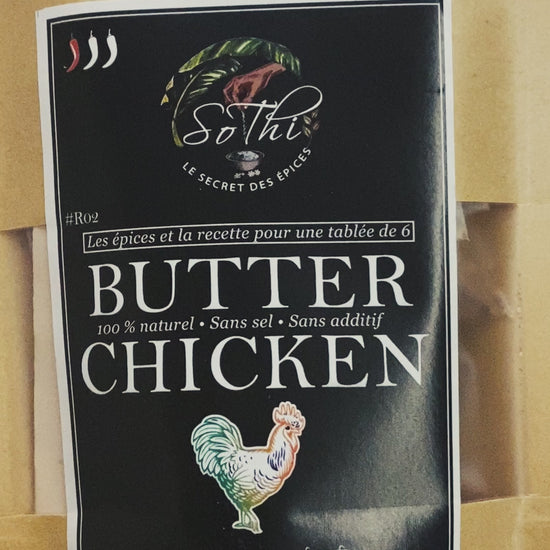 SoThi
LE SECRET DES ÉPICES
#R02
Les épices et la recette pour une tablée de 6
BUTTER
100 % naturel • Sans sel • Sans additif
CHICKEN